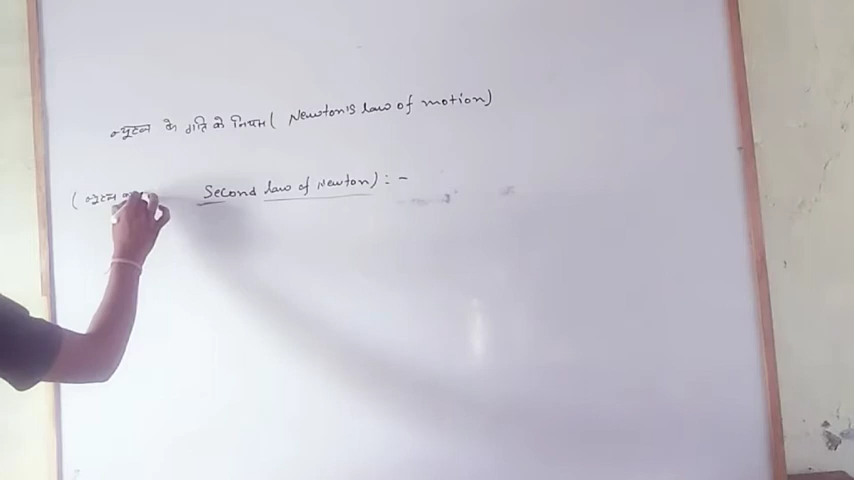 न्यूटन के गति के नियम ( Newton's law of motion)
( न्यूटन का Second law of Newton) : -